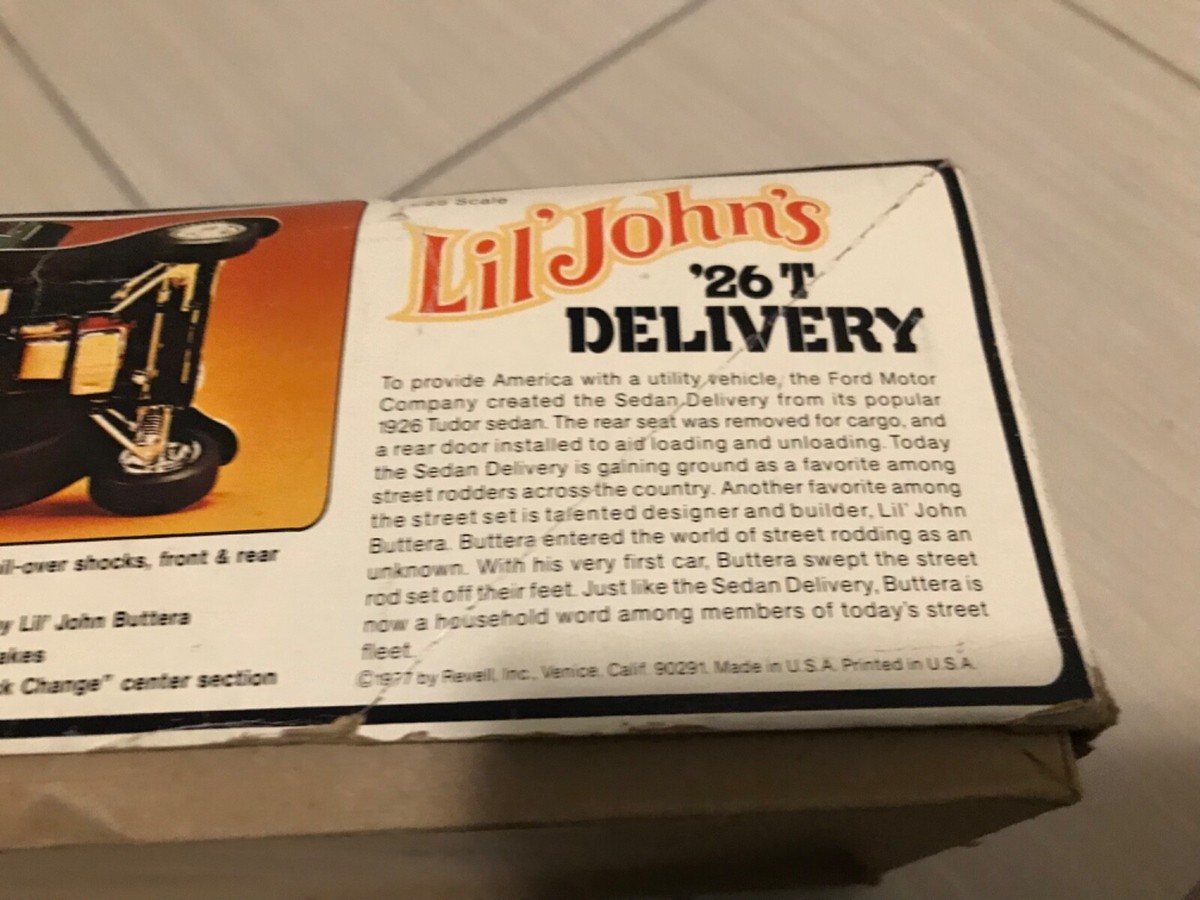 Scale
Lil' John's
'26 T
DELIVERY
To provide America with a utility vehicle, the Ford Motor
Company created the Sedan Delivery from its popular
1926 Tudor sedan. The rear seat was removed for cargo, and
a rear door installed to aid loading and unloading. Today
the Sedan Delivery is gaining ground as a favorite among
street rodders across the country. Another favorite among
the street set is talented designer and builder, Lil' John
Buttera. Buttera entered the world of street rodding as an
unknown. With his very first car, Buttera swept the street
rod set off their feet. Just like the Sedan Delivery, Buttera is
now a household word among members of today's street
fleet.
©1977 by Revell, Inc., Venice, Calif. 90291. Made in U.S.A. Printed in U.S.A.
il-over shocks, front & rear
y Lil' John Buttera
akes
k Change" center section